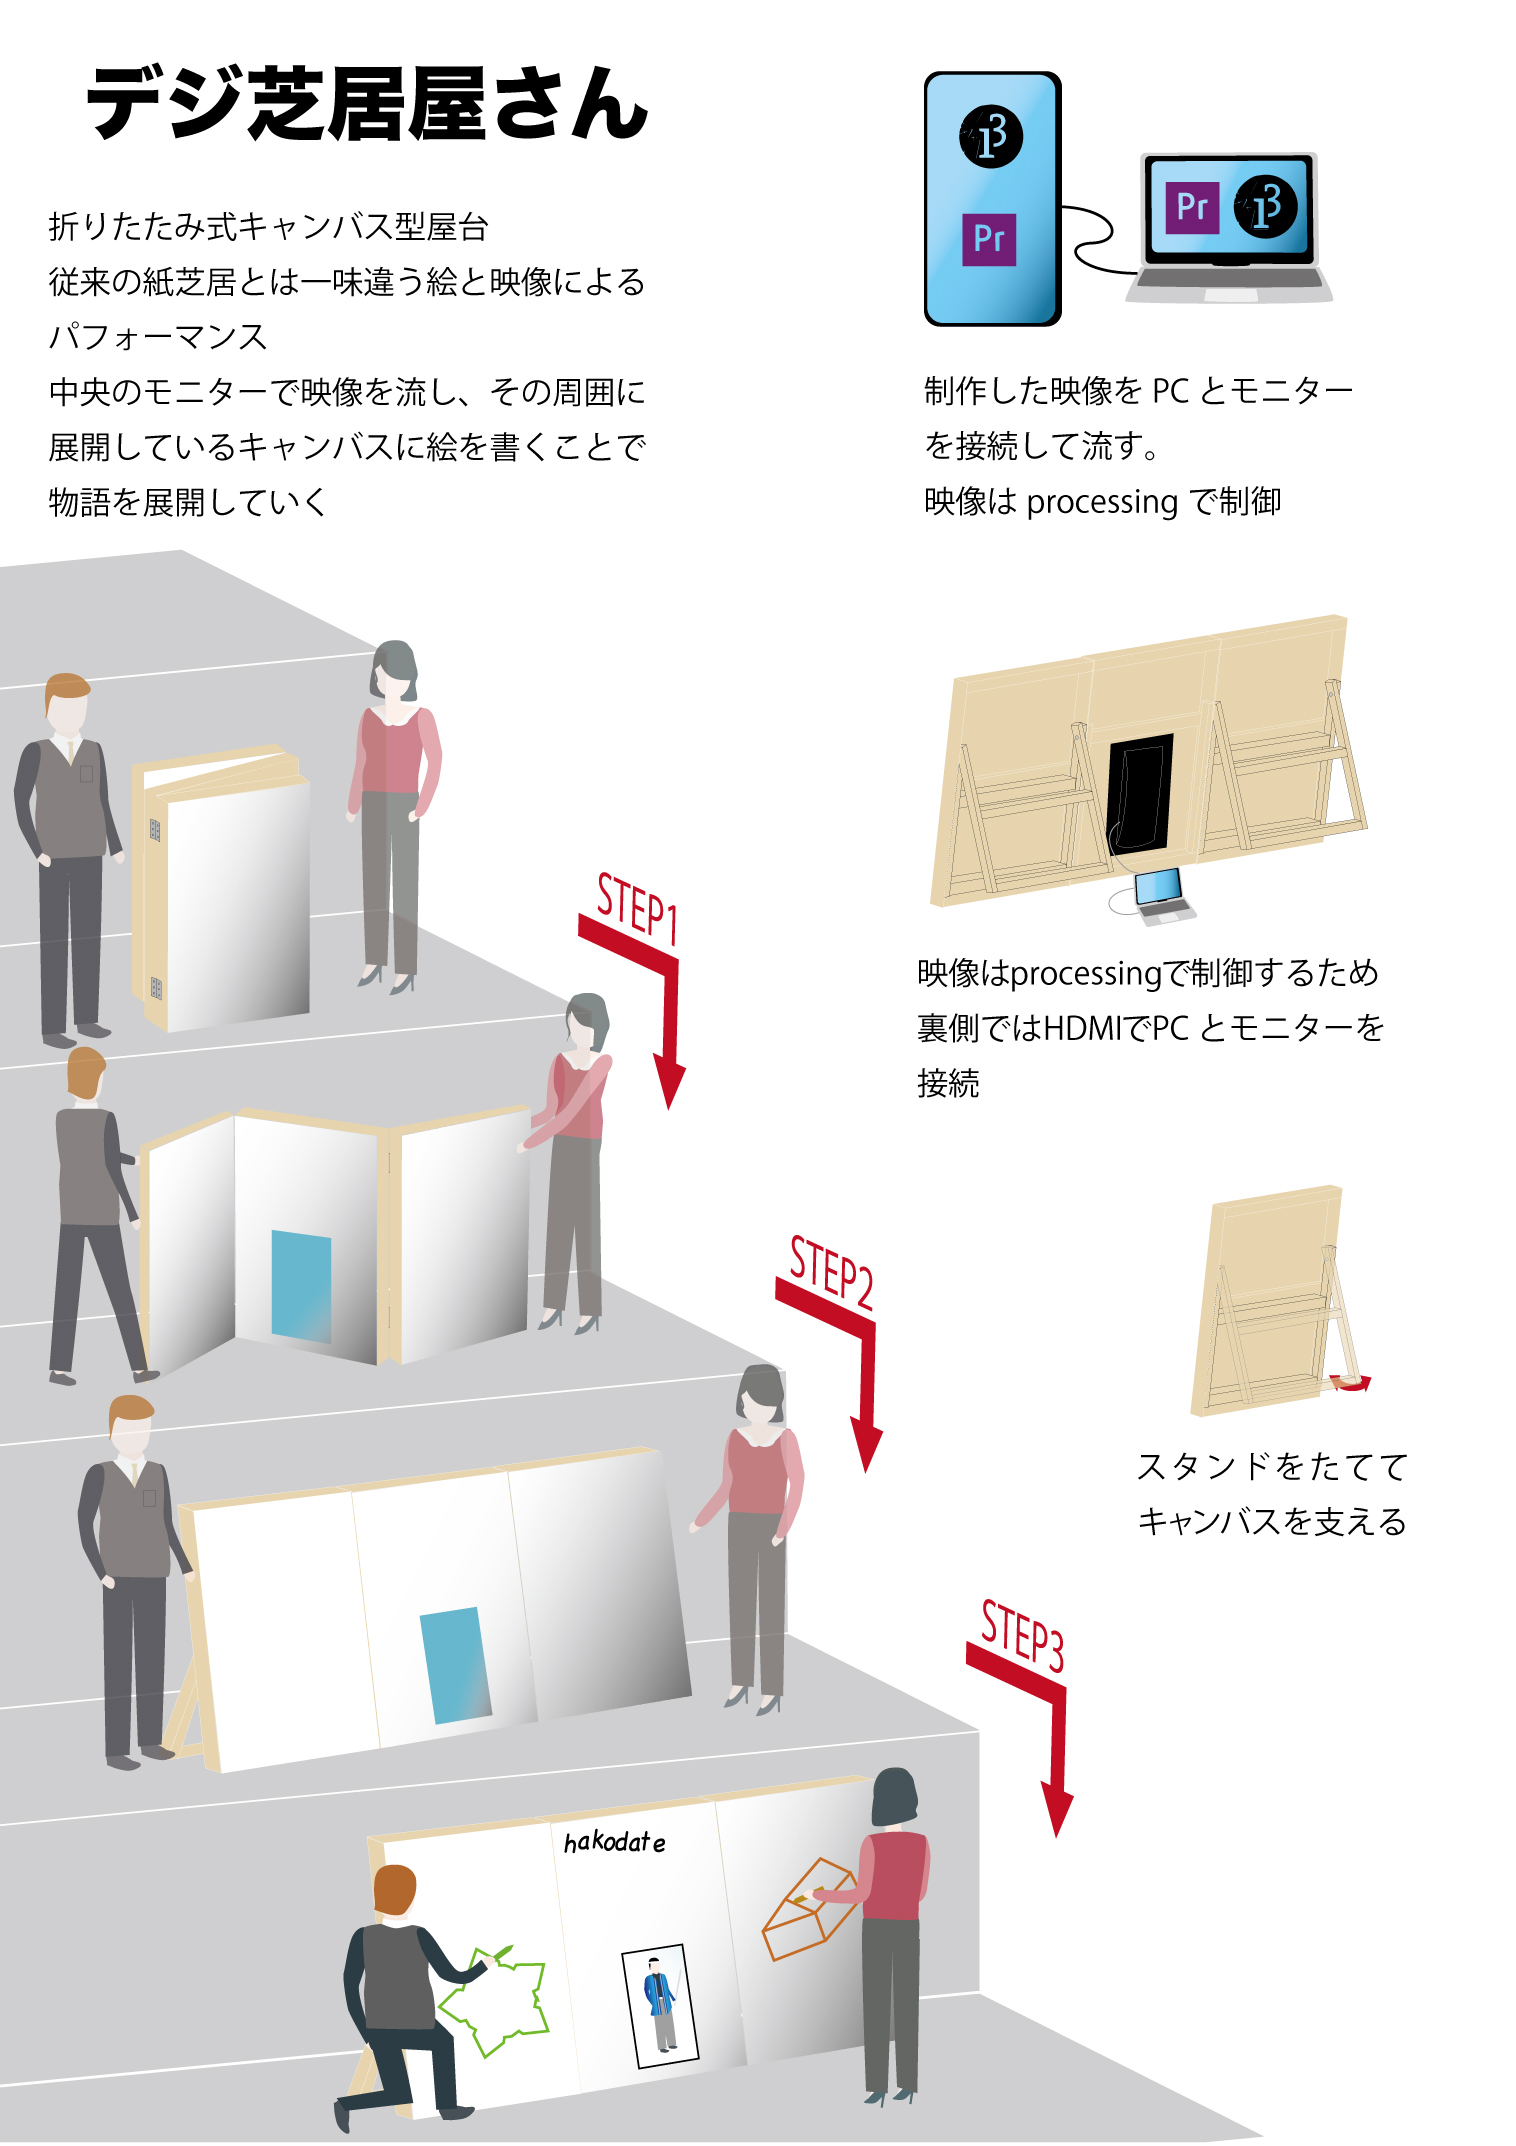 デジ芝居屋さん
折りたたみ式キャンバス型屋台
従来の紙芝居とは一味違う絵と映像による
パフォーマンス
中央のモニターで映像を流し、その周囲に
展開しているキャンバスに絵を書くことで
物語を展開していく
Pr
Pr
制作した映像を PC とモニター
を接続して流す。
映像は processing で制御
映像はprocessingで制御するため
裏側ではHDMIでPC とモニターを
接続
スタンドをたてて
キャンバスを支える
STEP1
STEP2
STEP3
hakodate